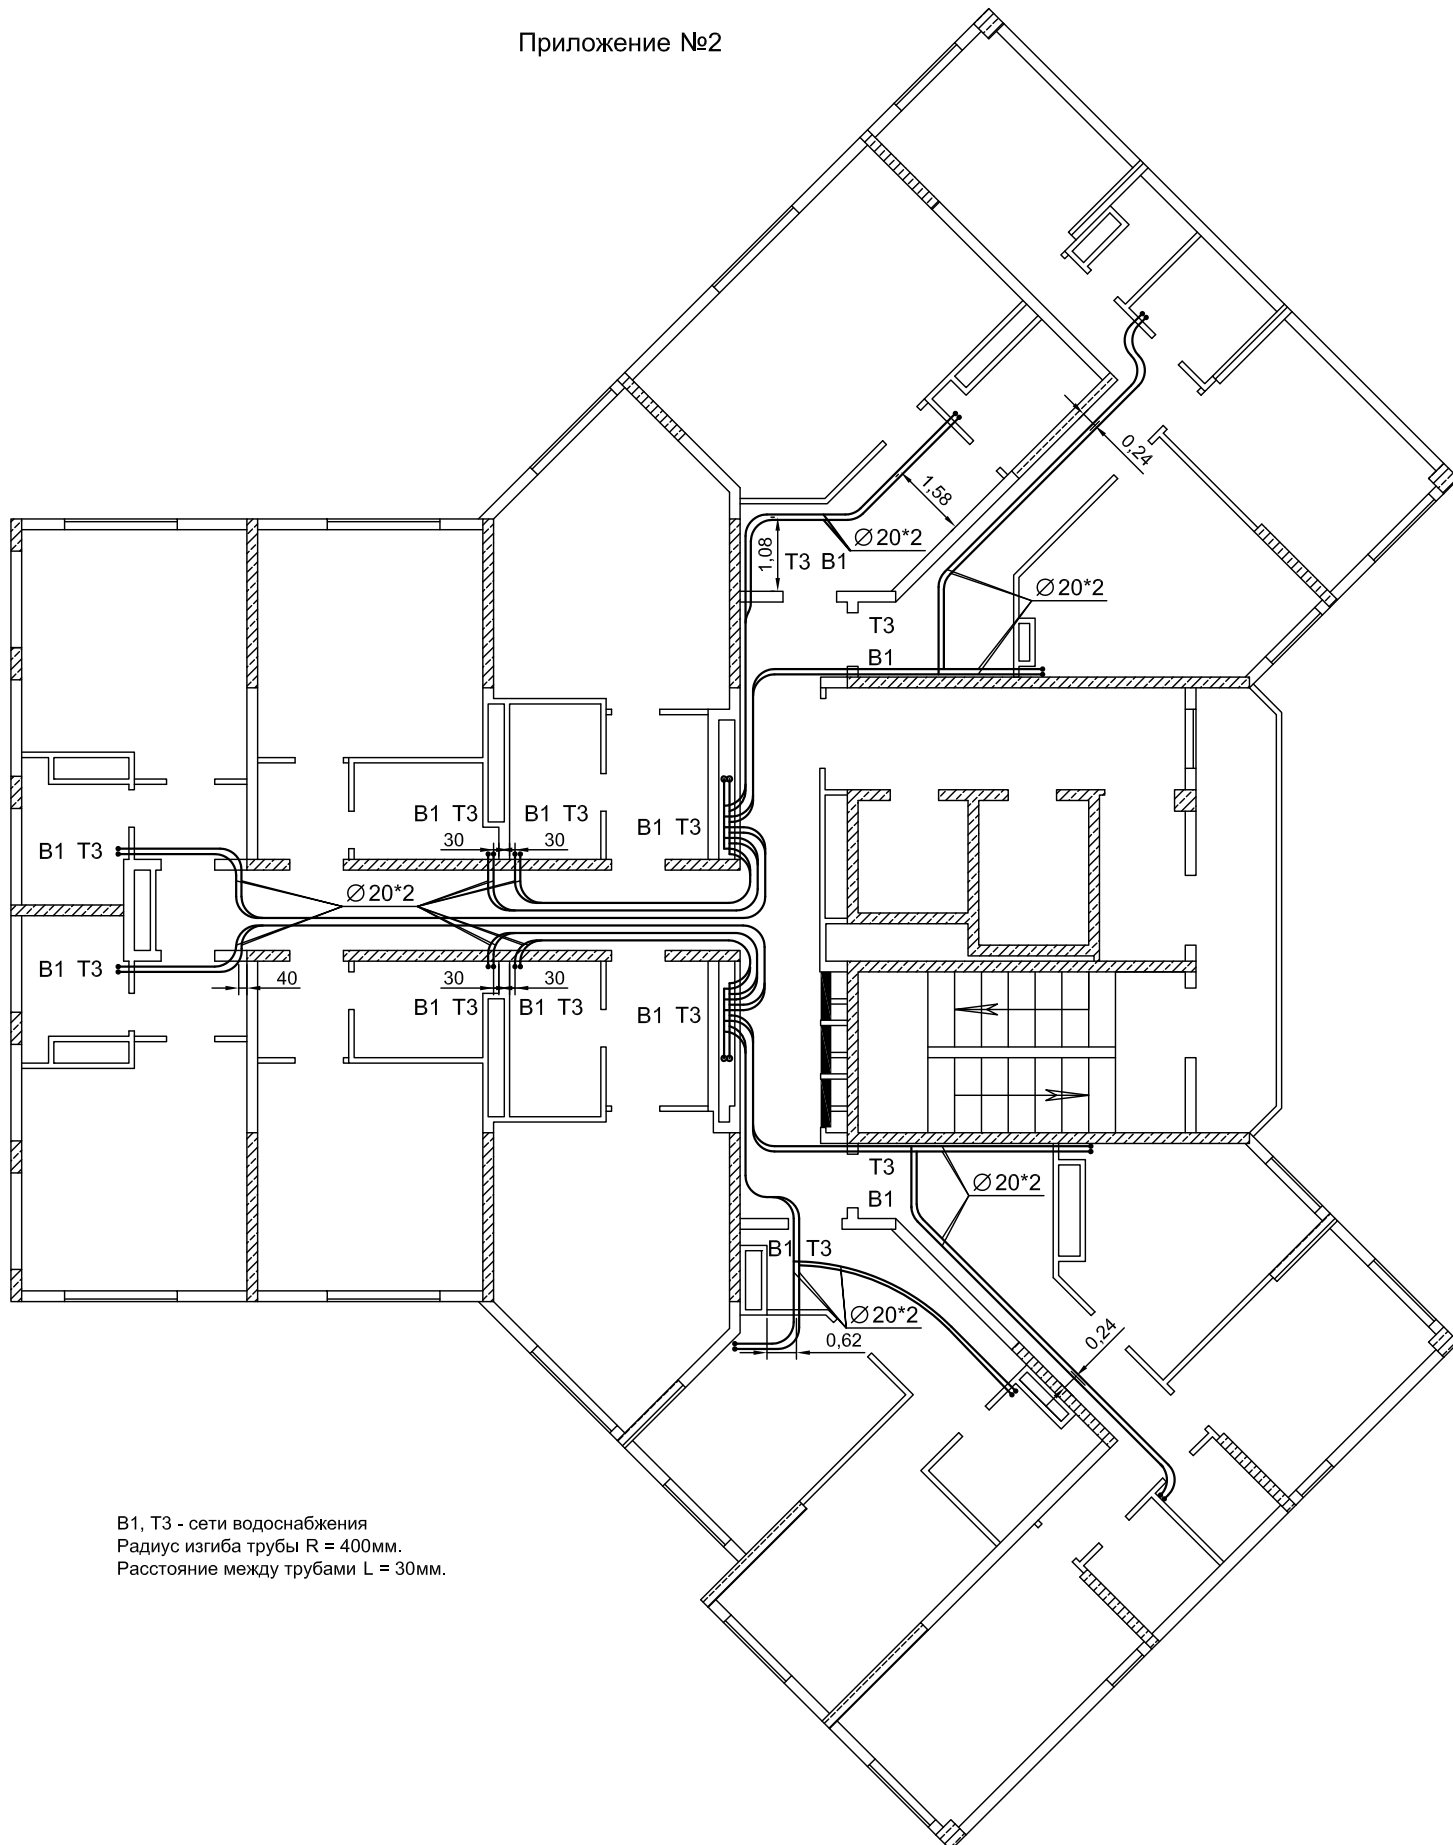 Приложение №2
0,24
1,58
∅20*2
1,08
Т3 В1
∅20*2
Т3
В1
В1 Т3
В1 Т3
30
30
В1 Т3
В1 Т3
∅20*2
В1 Т3
40
30
30
В1 Т3
В1 Т3
В1 Т3
Т3
В1
∅20*2
В1 Т3
∅20*2
0,62
0,24
В1, Т3 - сети водоснабжения
Радиус изгиба трубы R = 400мм.
Расстояние между трубами L = 30мм.